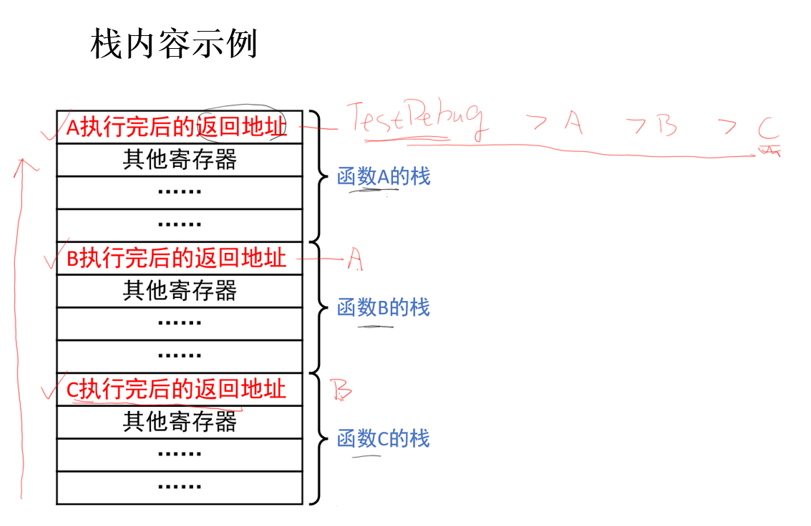 栈内容示例
A执行完后的返回地址 TestDebug > A > B > C
其他寄存器
函数A的栈
······
······
B执行完后的返回地址 A
其他寄存器
函数B的栈
······
······
C执行完后的返回地址 B
其他寄存器
函数C的栈
······
······